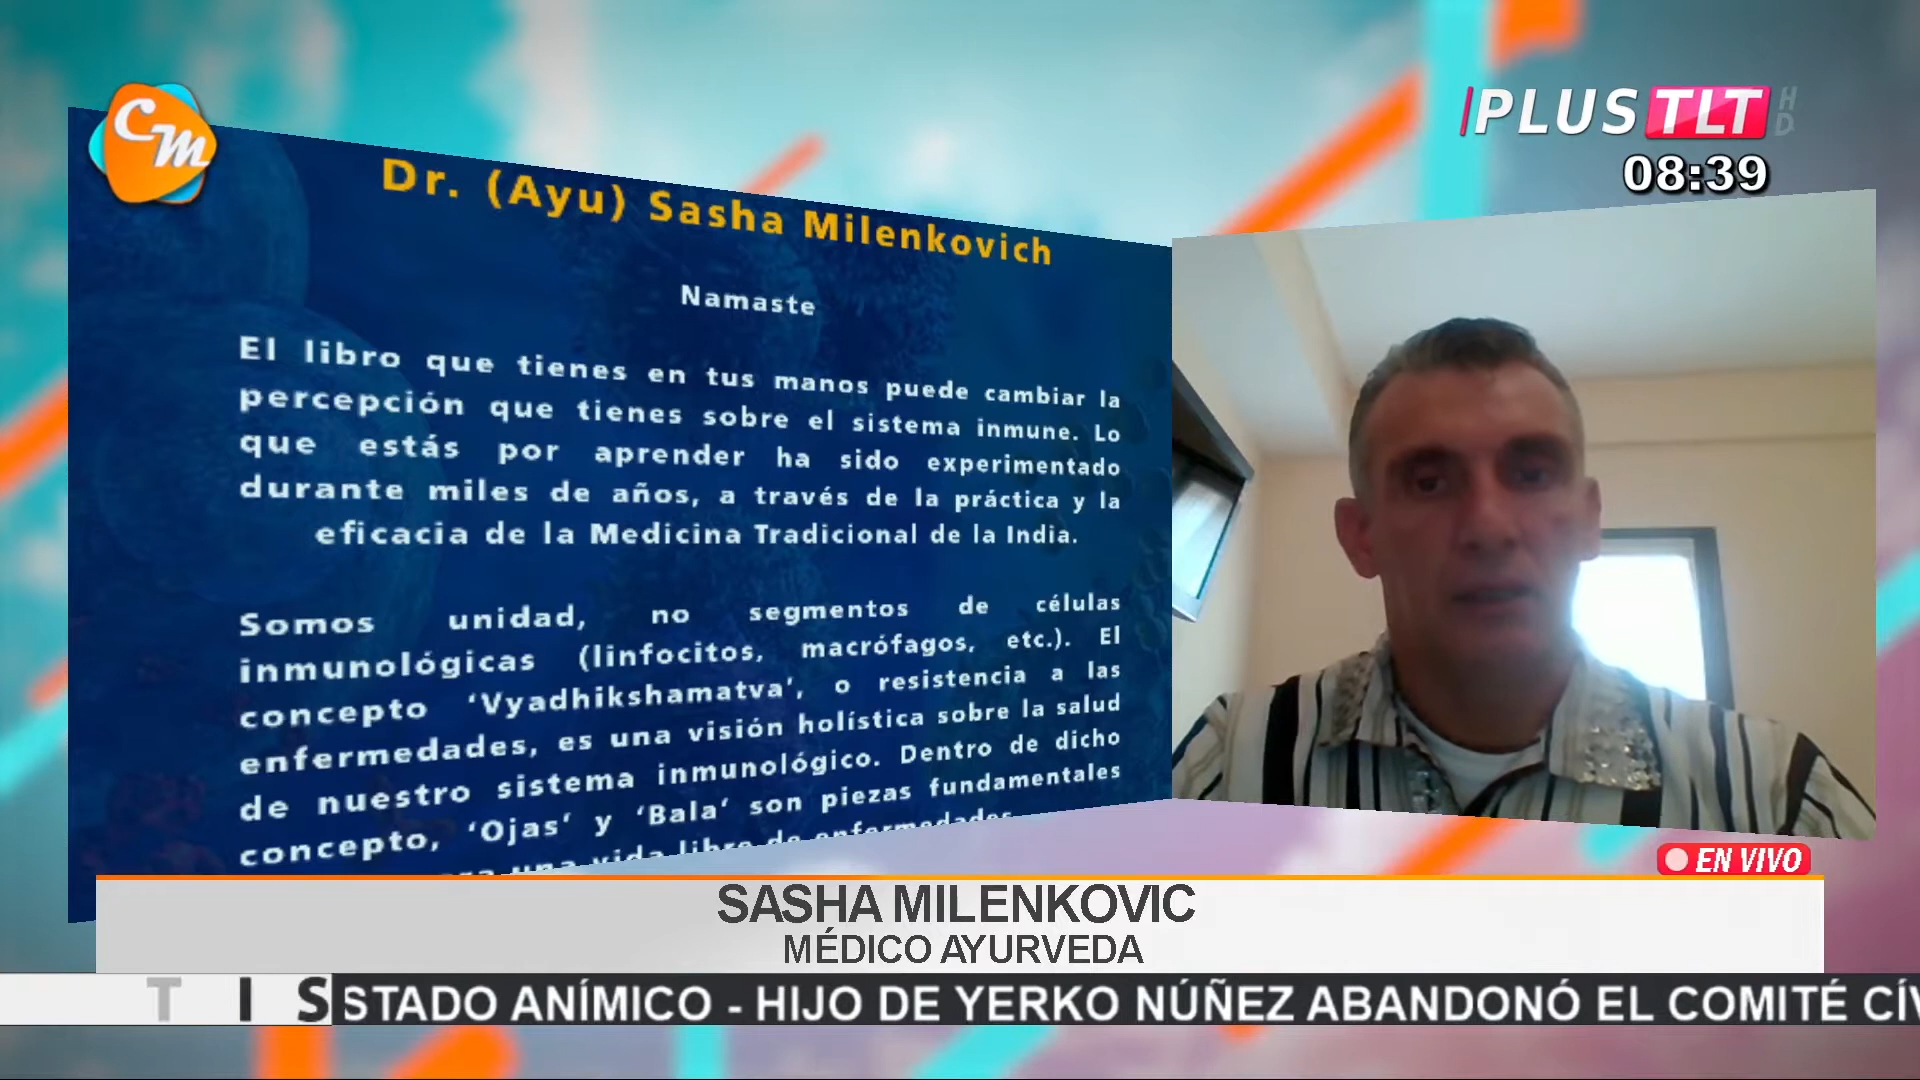 CM
PLUS TLT
HD
08:39
Dr. (Ayu) Sasha Milenkovich
Namaste
El libro que tienes en tus manos puede cambiar la
percepción que tienes sobre el sistema inmune. Lo
que estás por aprender ha sido experimentado
durante miles de años, a través de la práctica y la
eficacia de la Medicina Tradicional de la India.
Somos unidad, no segmentos de células
inmunológicas (linfocitos, macrófagos, etc.). El
concepto ‘Vyadhikshamatva’, o resistencia a las
enfermedades, es una visión holística sobre la salud
de nuestro sistema inmunológico. Dentro de dicho
concepto, ‘Ojas‘ y ‘Bala‘ son piezas fundamentales
una vida libre de enfermedades
EN VIVO
SASHA MILENKOVIC
MÉDICO AYURVEDA
T I S
STADO ANÍMICO - HIJO DE YERKO NÚÑEZ ABANDONÓ EL COMITÉ CÍV